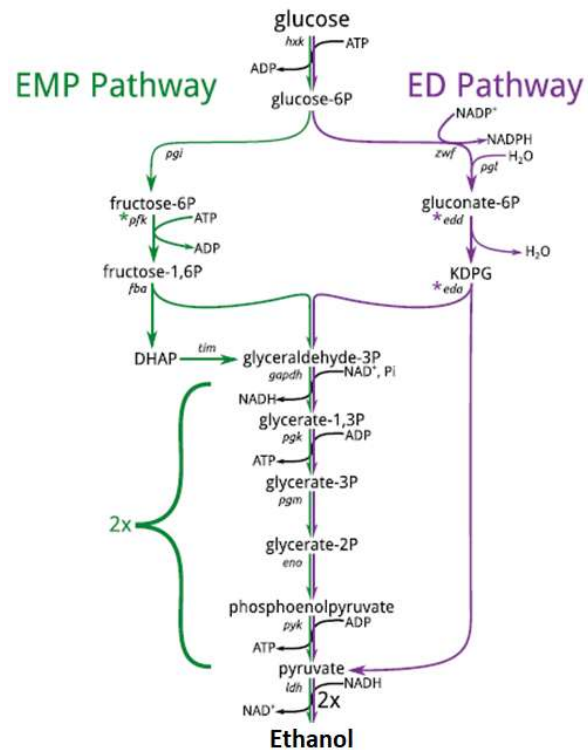 glucose
hxk
ATP
ADP
EMP Pathway
ED Pathway
glucose-6P
NADP⁺
NADPH
pgi
zwf
pgl
H₂O
fructose-6P
*pfk
ATP
ADP
gluconate-6P
*edd
H₂O
fructose-1,6P
fba
KDPG
*eda
DHAP
tim
glyceraldehyde-3P
gapdh
NAD⁺, Pi
NADH
glycerate-1,3P
pgk
ADP
ATP
glycerate-3P
pgm
2x
glycerate-2P
eno
phosphoenolpyruvate
pyk
ADP
ATP
pyruvate
ldh
NADH
2x
NAD⁺
Ethanol